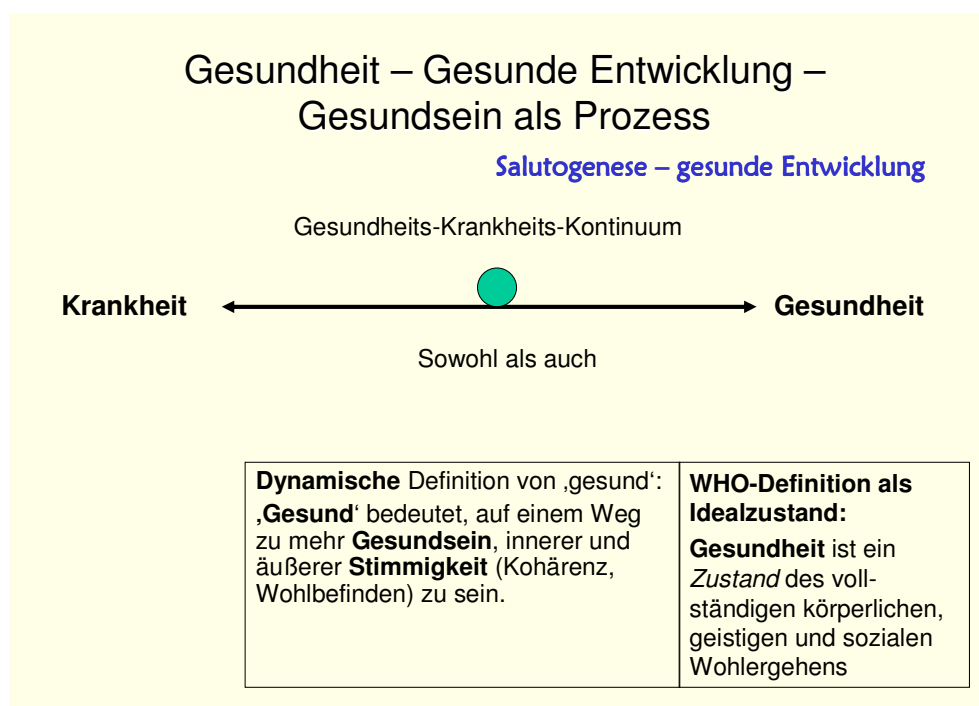 Gesundheit – Gesunde Entwicklung –
Gesundsein als Prozess
Salutogenese – gesunde Entwicklung
Gesundheits-Krankheits-Kontinuum
Krankheit
Gesundheit
Sowohl als auch
Dynamische Definition von ‚gesund‘:
‚Gesund‘ bedeutet, auf einem Weg
zu mehr Gesundsein, innerer und
äußerer Stimmigkeit (Kohärenz,
Wohlbefinden) zu sein.
WHO-Definition als
Idealzustand:
Gesundheit ist ein
Zustand des voll-
ständigen körperlichen,
geistigen und sozialen
Wohlergehens